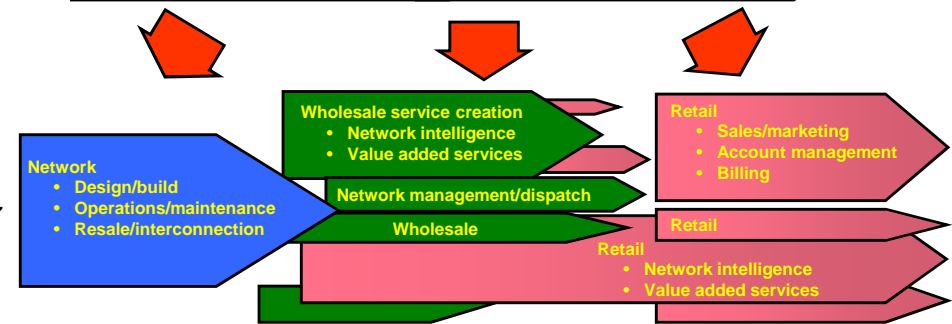 Network
• Design/build
• Operations/maintenance
• Resale/interconnection
Wholesale service creation
• Network intelligence
• Value added services
Network management/dispatch
Wholesale
Retail
• Sales/marketing
• Account management
• Billing
Retail
Retail
• Network intelligence
• Value added services